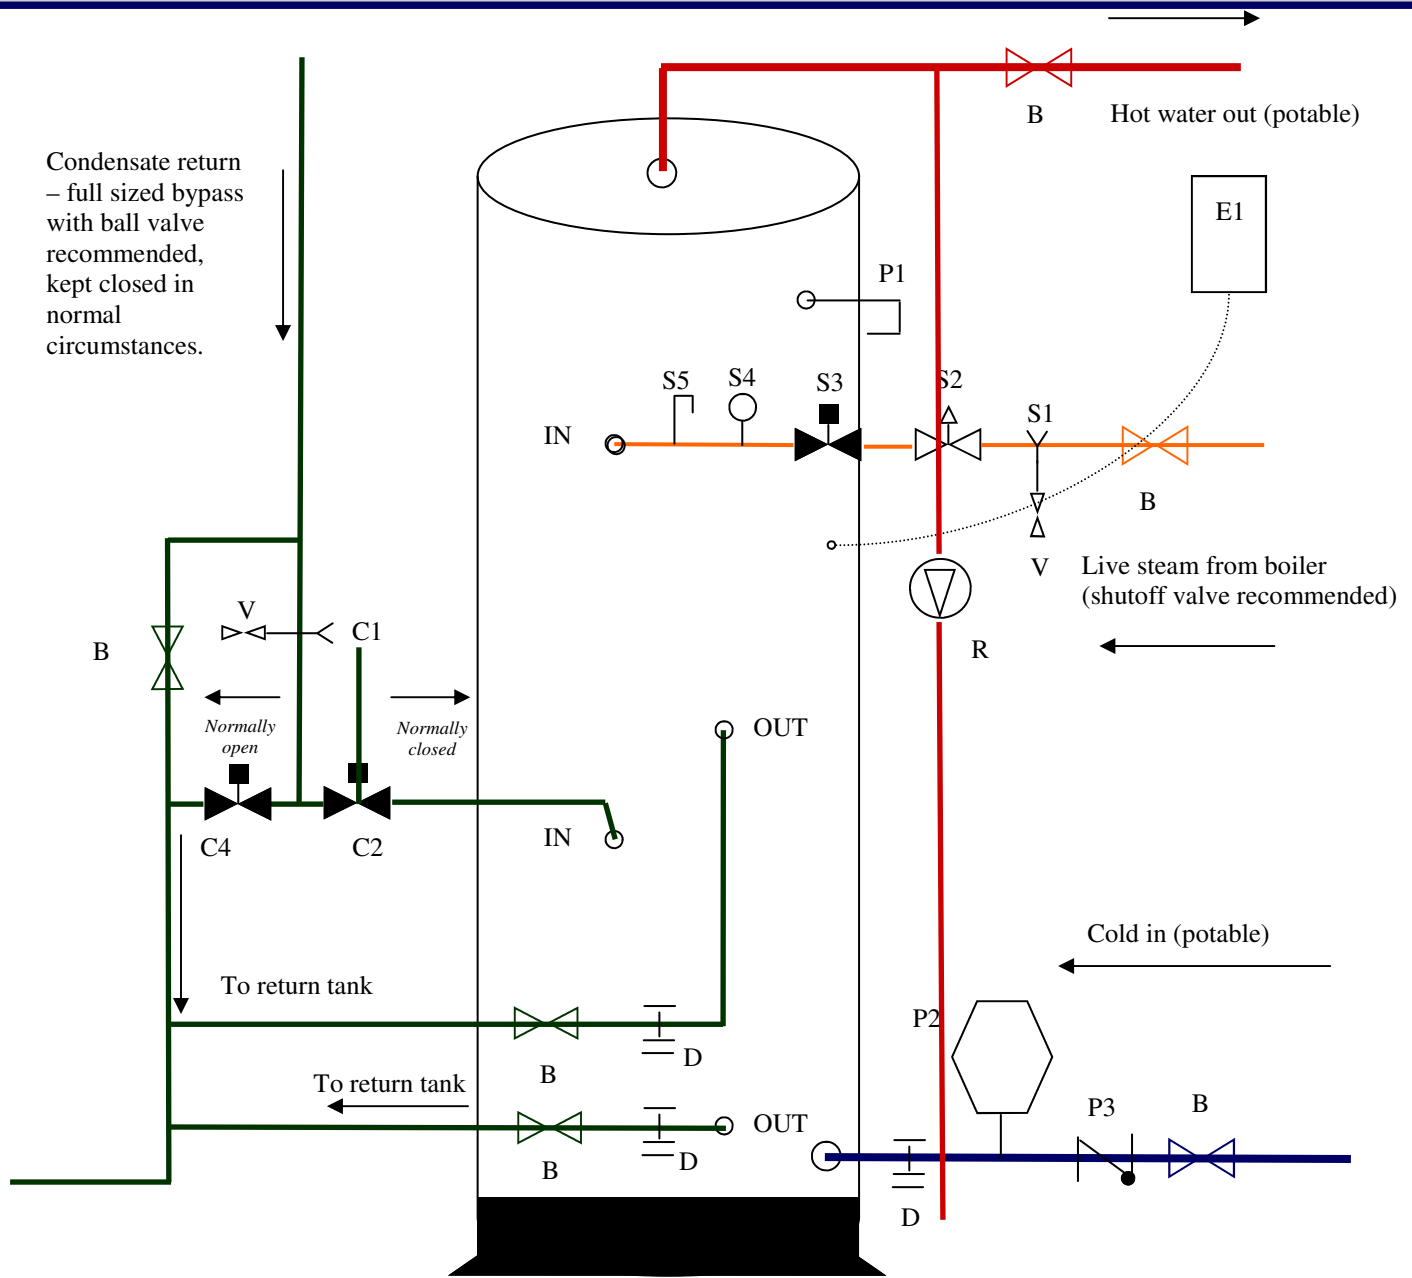 B
Hot water out (potable)
Condensate return
– full sized bypass
with ball valve
recommended,
kept closed in
normal
circumstances.
E1
P1
S5
S4
S3
S2
S1
IN
B
V
Live steam from boiler
(shutoff valve recommended)
V
C1
B
R
Normally
open
Normally
closed
OUT
C4
C2
IN
Cold in (potable)
To return tank
P2
B
D
To return tank
P3
B
OUT
B
D
D